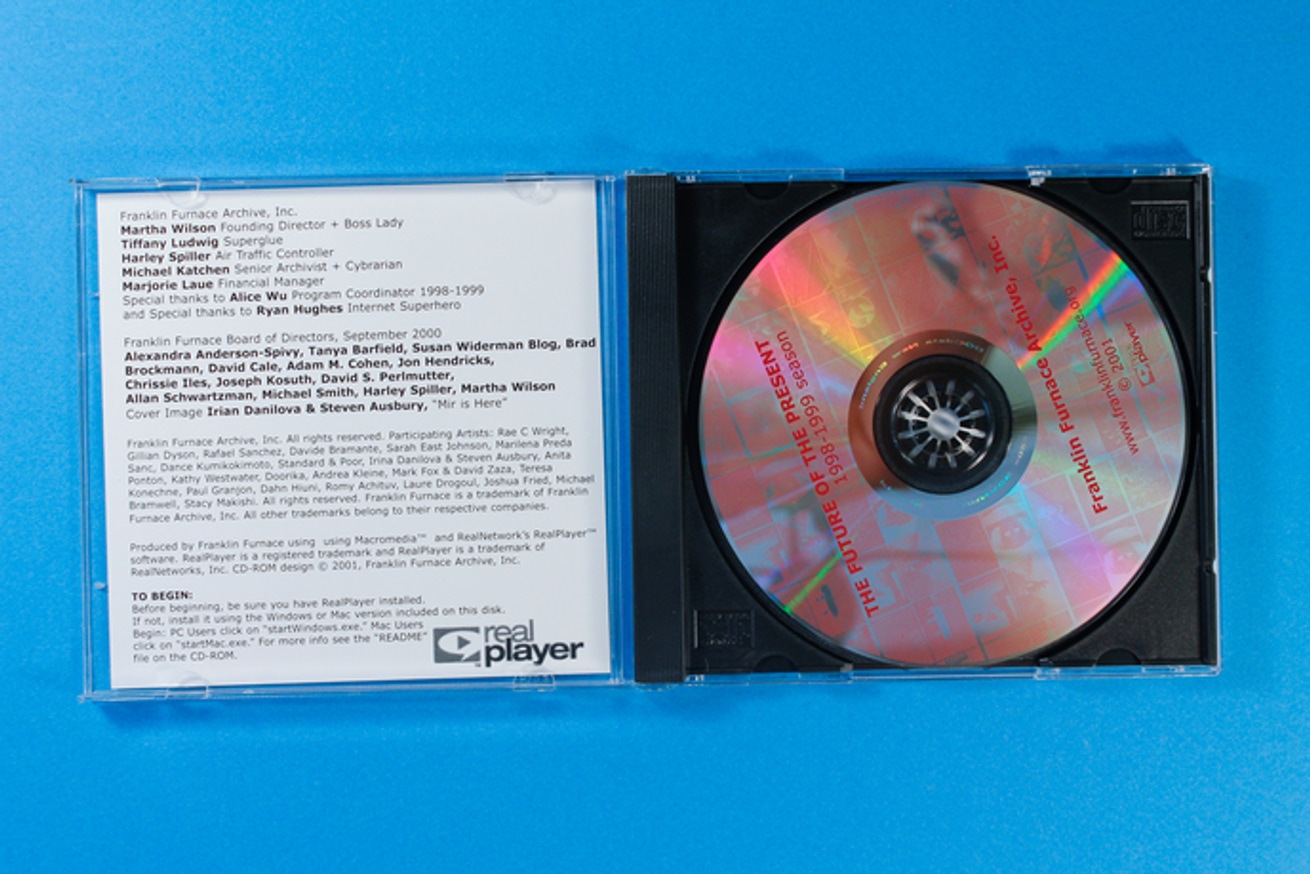 Franklin Furnace Archive, Inc.
Martha Wilson Founding Director + Boss Lady
Tiffany Ludwig Superglue
Harley Spiller Air Traffic Controller
Michael Katchen Senior Archivist + Cybrarian
Marjorie Laue Financial Manager
Special thanks to Alice Wu Program Coordinator 1998-1999
and Special thanks to Ryan Hughes Internet Superhero
Franklin Furnace Board of Directors, September 2000
Alexandra Anderson-Spivy, Tanya Barfield, Susan Widerman Blog, Brad
Brockmann, David Cale, Adam M. Cohen, Jon Hendricks,
Chrissie Iles, Joseph Kosuth, David S. Perlmutter,
Allan Schwartzman, Michael Smith, Harley Spiller, Martha Wilson
Cover Image Irian Danilova & Steven Ausbury, "Mir is Here"
Franklin Furnace Archive, Inc. All rights reserved. Participating Artists: Rae C Wright,
Gillian Dyson, Rafael Sanchez, Davide Bramante, Sarah East Johnson, Marilena Preda
Sanc, Dance Kumikokimoto, Standard & Poor, Irina Danilova & Steven Ausbury, Anita
Ponton, Kathy Westwater, Doorika, Andrea Kleine, Mark Fox & David Zaza, Teresa
Konechne, Paul Granjon, Dahn Hiuni, Romy Achituv, Laure Drogoul, Joshua Fried, Michael
Bramwell, Stacy Makishi. All rights reserved. Franklin Furnace is a trademark of Franklin
Furnace Archive, Inc. All other trademarks belong to their respective companies.
Produced by Franklin Furnace using using Macromedia™ and RealNetwork's RealPlayer™
software. RealPlayer is a registered trademark and RealPlayer is a trademark of
RealNetworks, Inc. CD-ROM design © 2001, Franklin Furnace Archive, Inc.
TO BEGIN:
Before beginning, be sure you have RealPlayer installed.
If not, install it using the Windows or Mac version included on this disk.
Begin: PC Users click on "startWindows.exe." Mac Users
click on "startMac.exe." For more info see the "README"
file on the CD-ROM.
real
player
THE FUTURE OF THE PRESENT
1998-1999 season
Franklin Furnace Archive, Inc.
www.franklinfurnace.org
© 2001
player